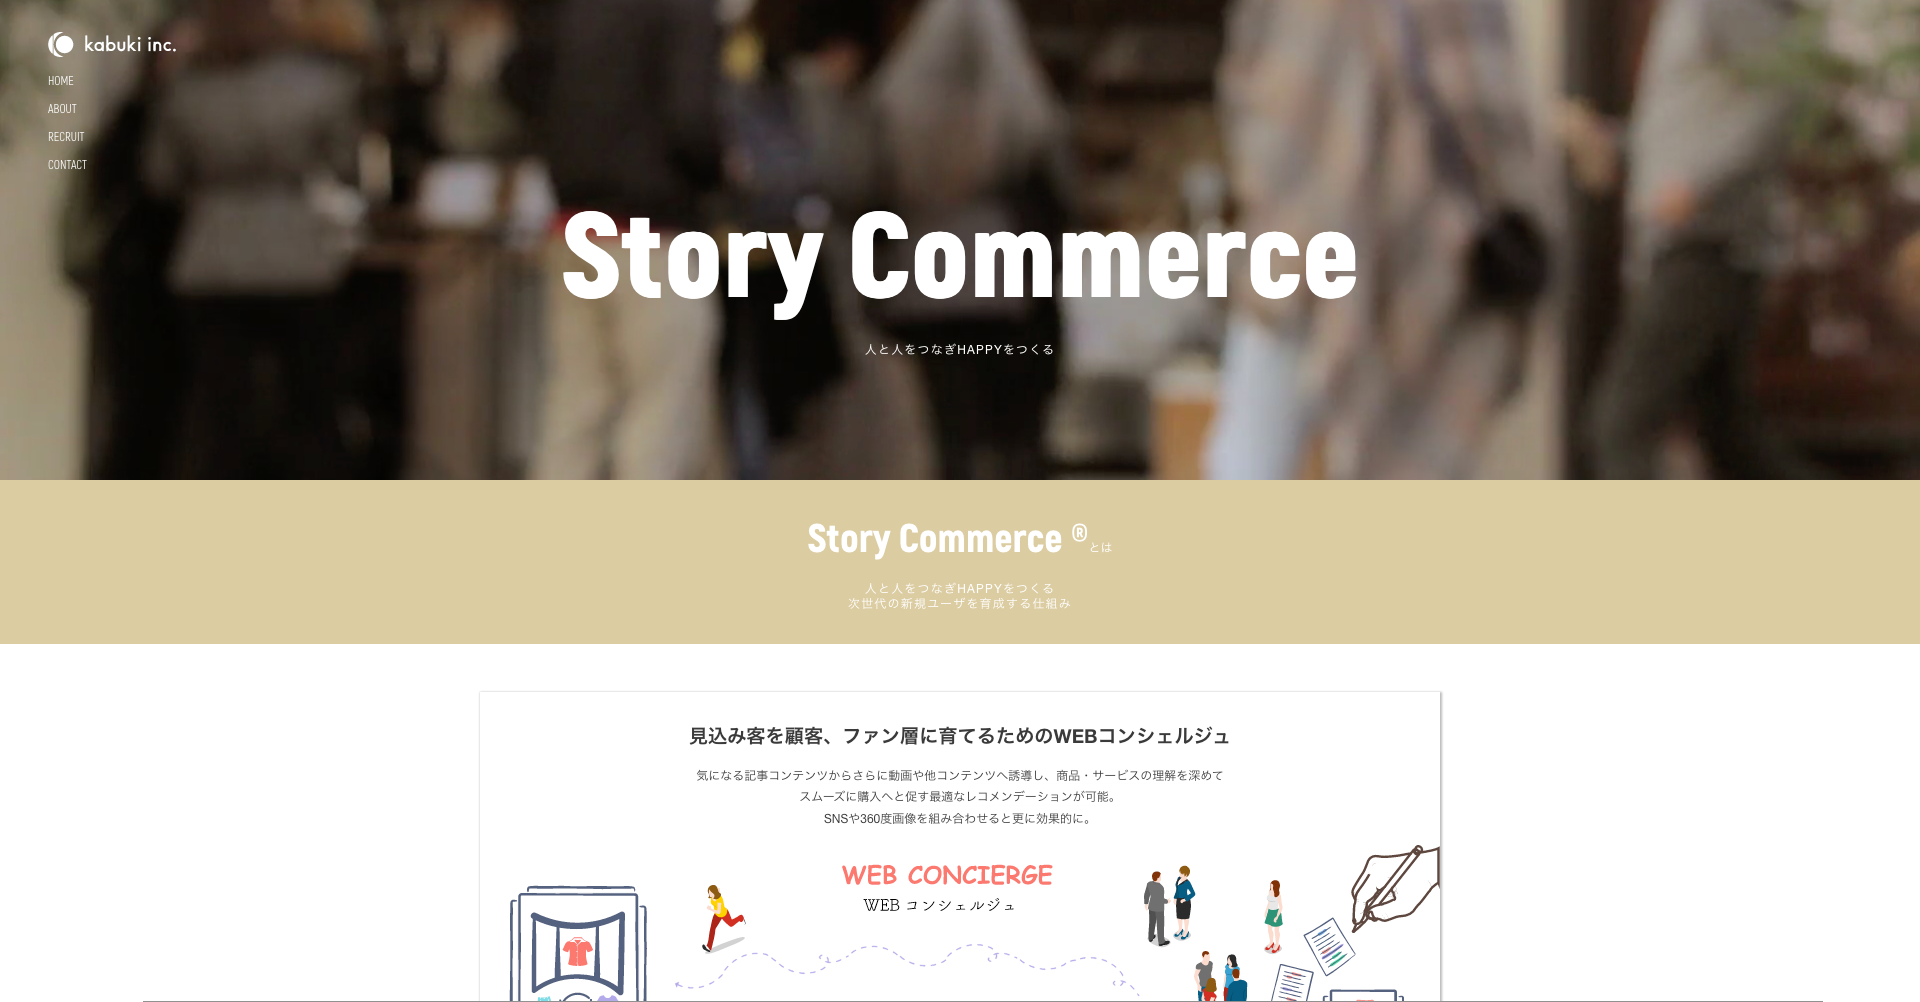 kabuki inc.
HOME
ABOUT
RECRUIT
CONTACT
Story Commerce
人と人をつなぎHAPPYをつくる
Story Commerce ®とは
人と人をつなぎHAPPYをつくる
次世代の新規ユーザを育成する仕組み
見込み客を顧客、ファン層に育てるためのWEBコンシェルジュ
気になる記事コンテンツからさらに動画や他コンテンツへ誘導し、商品・サービスの理解を深めて
スムーズに購入へと促す最適なレコメンデーションが可能。
SNSや360度画像を組み合わせると更に効果的に。
WEB CONCIERGE
WEB コンシェルジュ